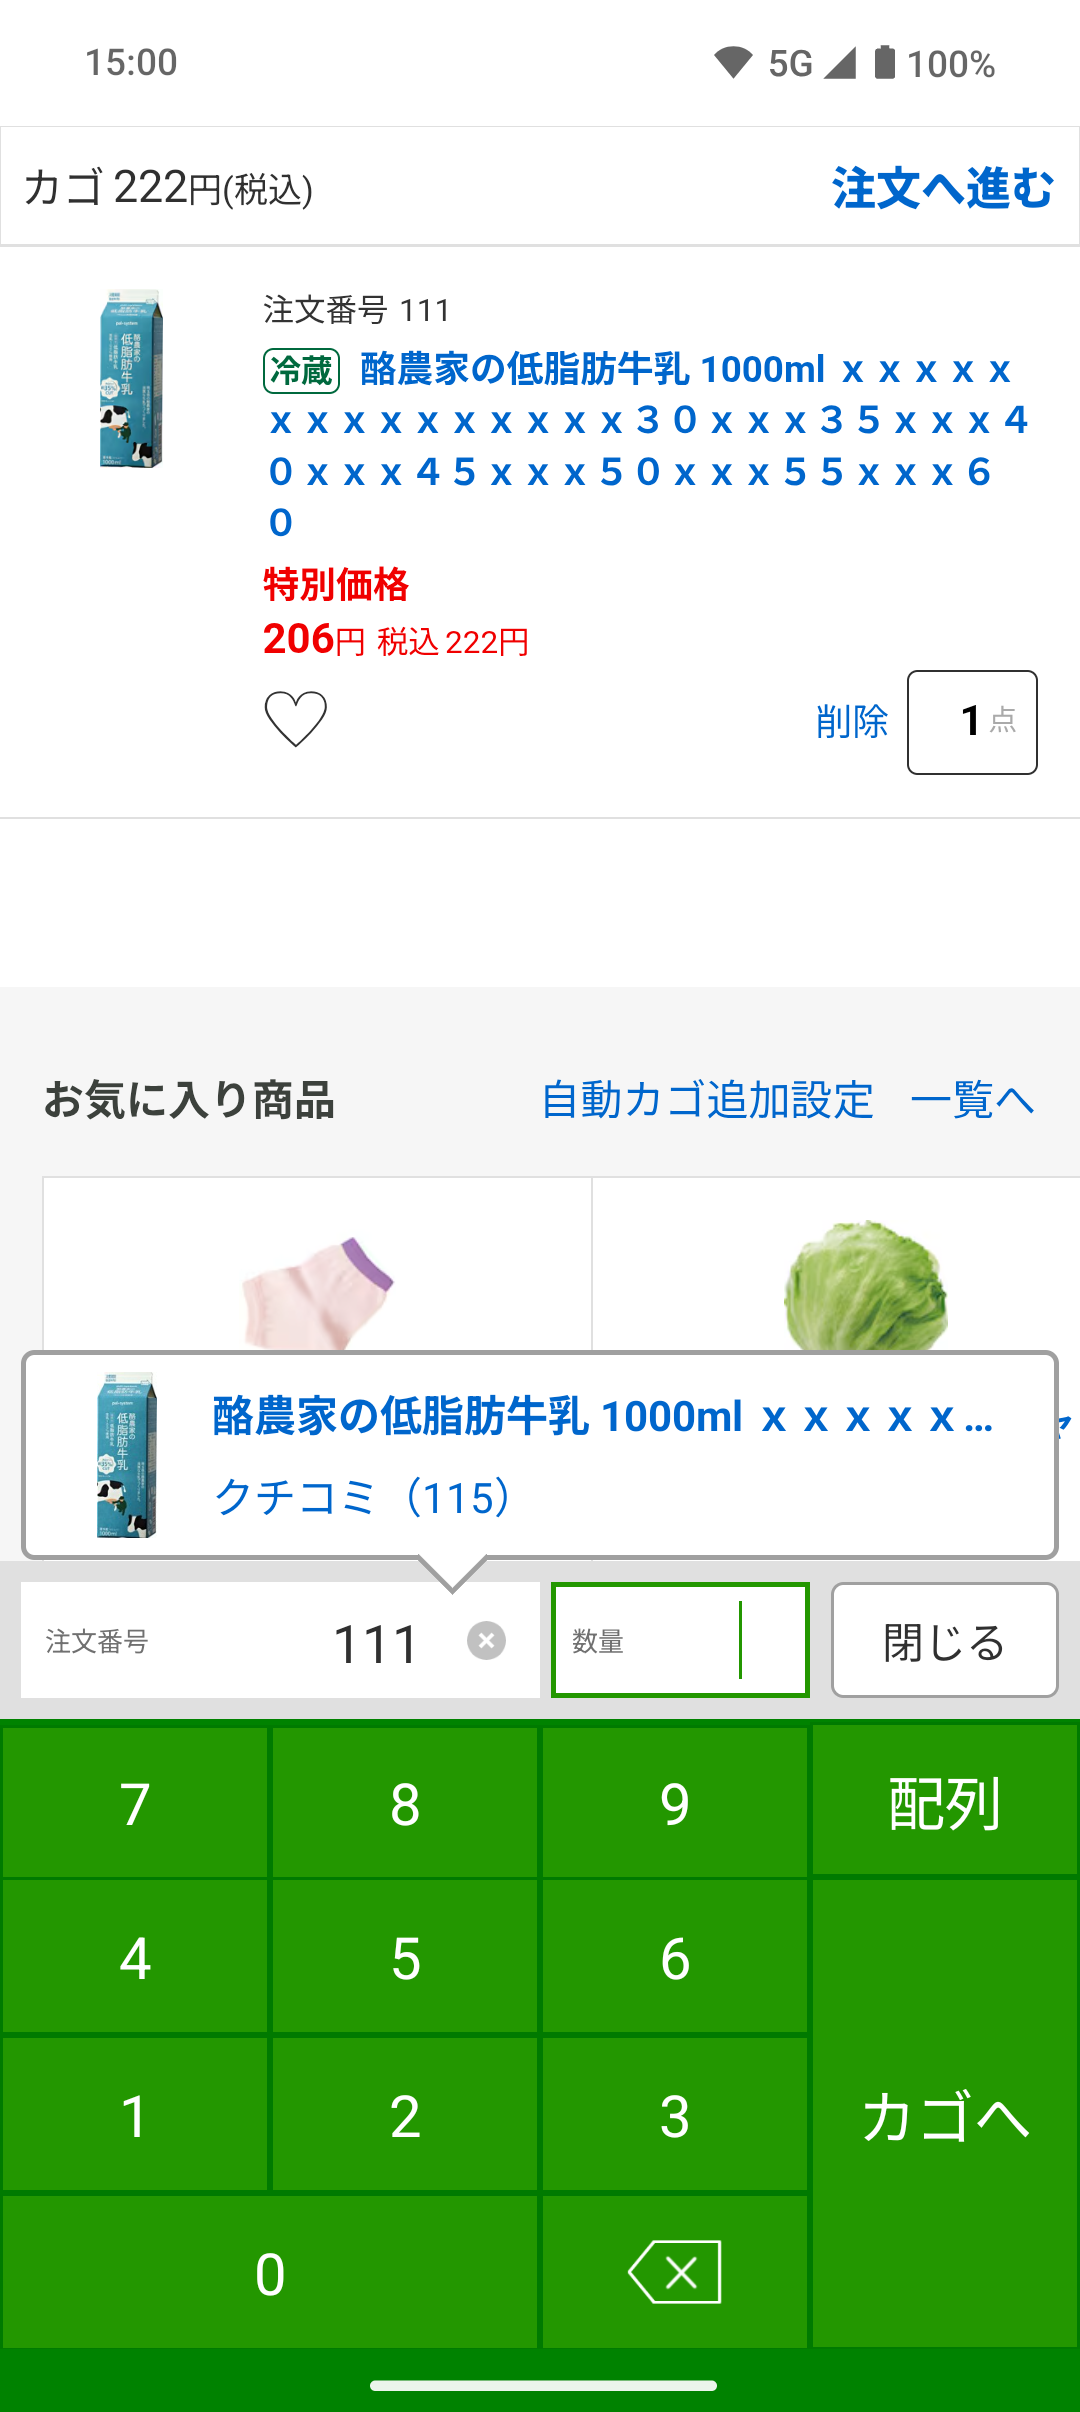 15:00
5G 100%
カゴ 222円(税込)
注文へ進む
注文番号 111
冷蔵 酪農家の低脂肪牛乳 1000ml ｘｘｘｘｘ
ｘｘｘｘｘｘｘｘｘｘ３０ｘｘｘ３５ｘｘｘ４
０ｘｘｘ４５ｘｘｘ５０ｘｘｘ５５ｘｘｘ６
０
特別価格
206円 税込 222円
削除
1 点
お気に入り商品
自動カゴ追加設定
一覧へ
酪農家の低脂肪牛乳 1000ml ｘｘｘｘｘ...
クチコミ（115）
注文番号 111
数量
閉じる
7 8 9 配列
4 5 6
1 2 3 カゴへ
0